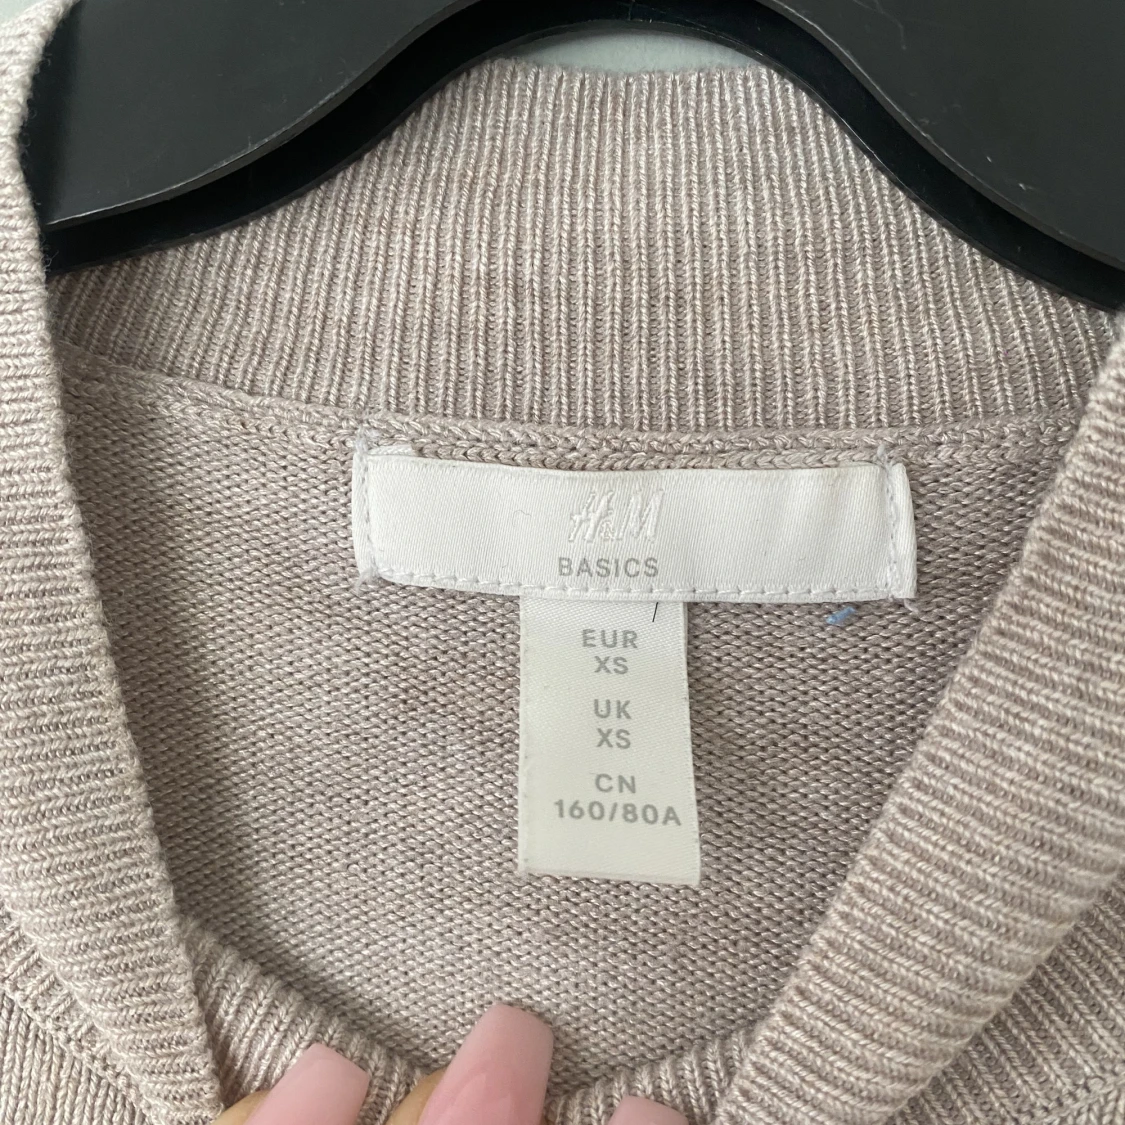 H&M
BASICS
EUR
XS
UK
XS
CN
160/80A